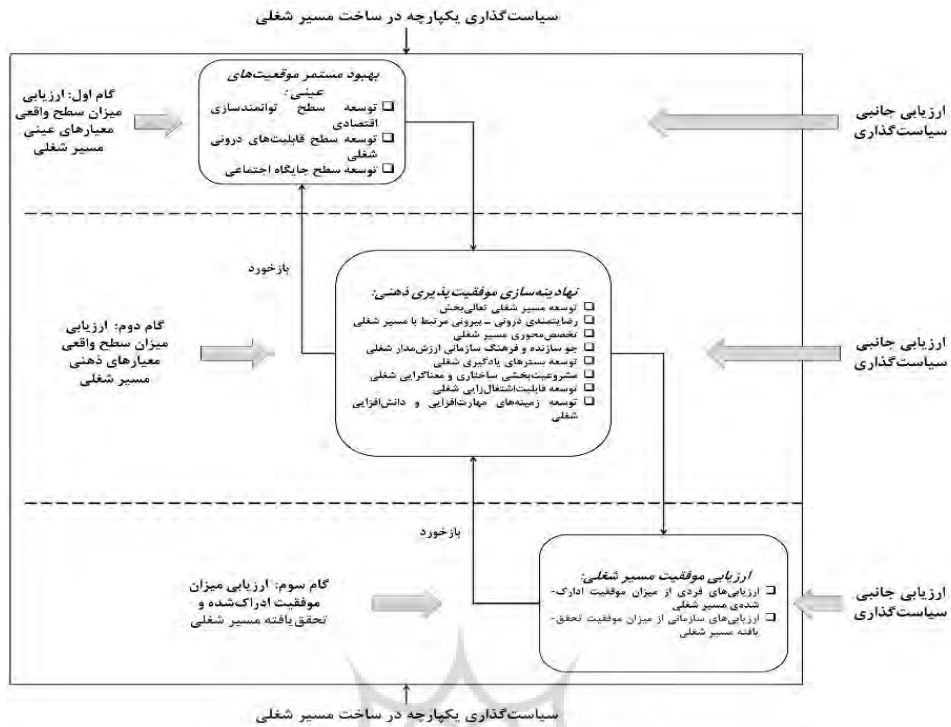 سیاست‌گذاری یکپارچه در ساخت مسیر شغلی
گام اول: ارزیابی
میزان سطح واقعی
معیارهای عینی
مسیر شغلی
بهبود مستمر موقعیت‌های
عینی:
❑ توسعه سطح توانمندسازی
اقتصادی
❑ توسعه سطح قابلیت‌های درونی
شغلی
❑ توسعه سطح جایگاه اجتماعی
ارزیابی جانبی
سیاست‌گذاری
بازخورد
گام دوم: ارزیابی
میزان سطح واقعی
معیارهای ذهنی
مسیر شغلی
نهادینه‌سازی موفقیت‌پذیری ذهنی:
❑ توسعه مسیر شغلی تعالی‌بخش
❑ رضایتمندی درونی – بیرونی مرتبط با مسیر شغلی
❑ تخصص‌محوری مسیر شغلی
❑ جو سازنده و فرهنگ سازمانی ارزش‌مدار شغلی
❑ توسعه بسترهای یادگیری شغلی
❑ مشروعیت‌بخشی ساختاری و معناگرایی شغلی
❑ توسعه قابلیت‌اشتغال‌زایی شغلی
❑ توسعه زمینه‌های مهارت‌افزایی و دانش‌افزایی
شغلی
ارزیابی جانبی
سیاست‌گذاری
بازخورد
گام سوم: ارزیابی میزان
موفقیت ادراک‌شده و
تحقق‌یافته مسیر شغلی
ارزیابی موفقیت مسیر شغلی:
❑ ارزیابی‌های فردی از میزان موفقیت ادارک-
شده‌ی مسیر شغلی
❑ ارزیابی‌های سازمانی از میزان موفقیت تحقق-
یافته مسیر شغلی
ارزیابی جانبی
سیاست‌گذاری
سیاست‌گذاری یکپارچه در ساخت مسیر شغلی